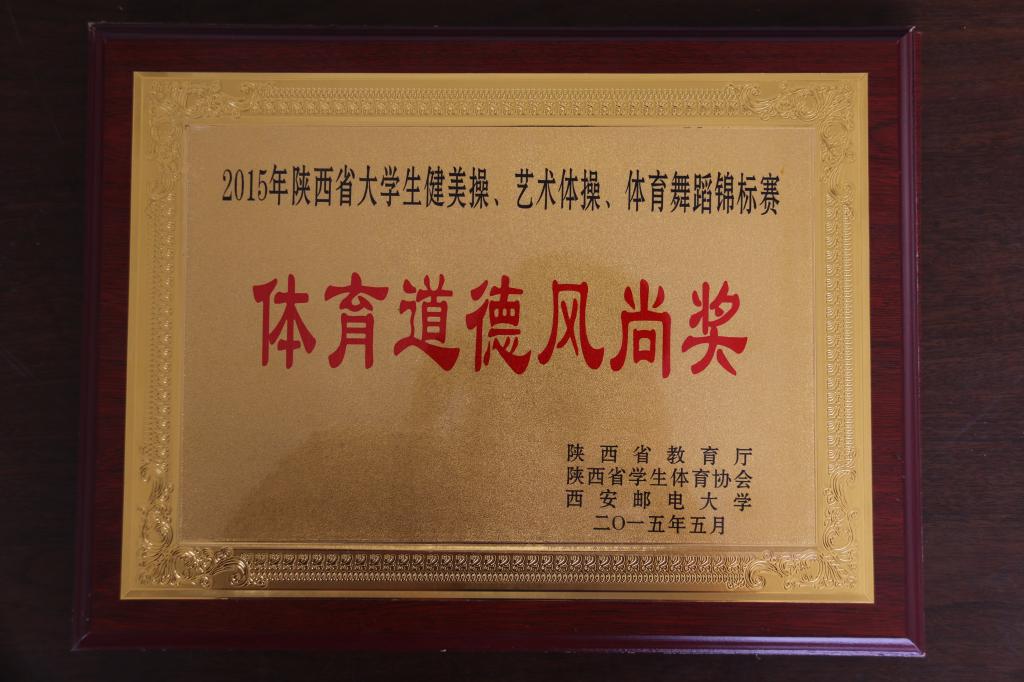 2015年陕西省大学生健美操、艺术体操、体育舞蹈锦标赛
体育道德风尚奖
陕西省教育厅
陕西省学生体育协会
西安邮电大学
二〇一五年五月